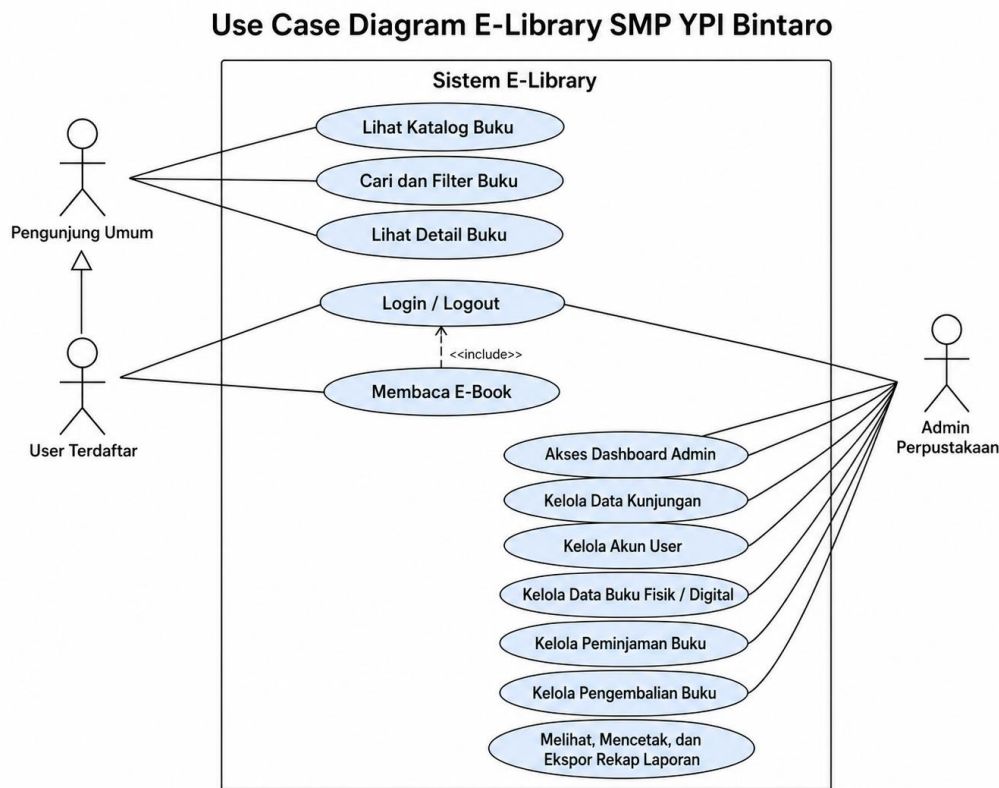 Use Case Diagram E-Library SMP YPI Bintaro
Sistem E-Library
Lihat Katalog Buku
Cari dan Filter Buku
Pengunjung Umum
Lihat Detail Buku
Login / Logout
<<include>>
Membaca E-Book
User Terdaftar
Admin
Perpustakaan
Akses Dashboard Admin
Kelola Data Kunjungan
Kelola Akun User
Kelola Data Buku Fisik / Digital
Kelola Peminjaman Buku
Kelola Pengembalian Buku
Melihat, Mencetak, dan
Ekspor Rekap Laporan